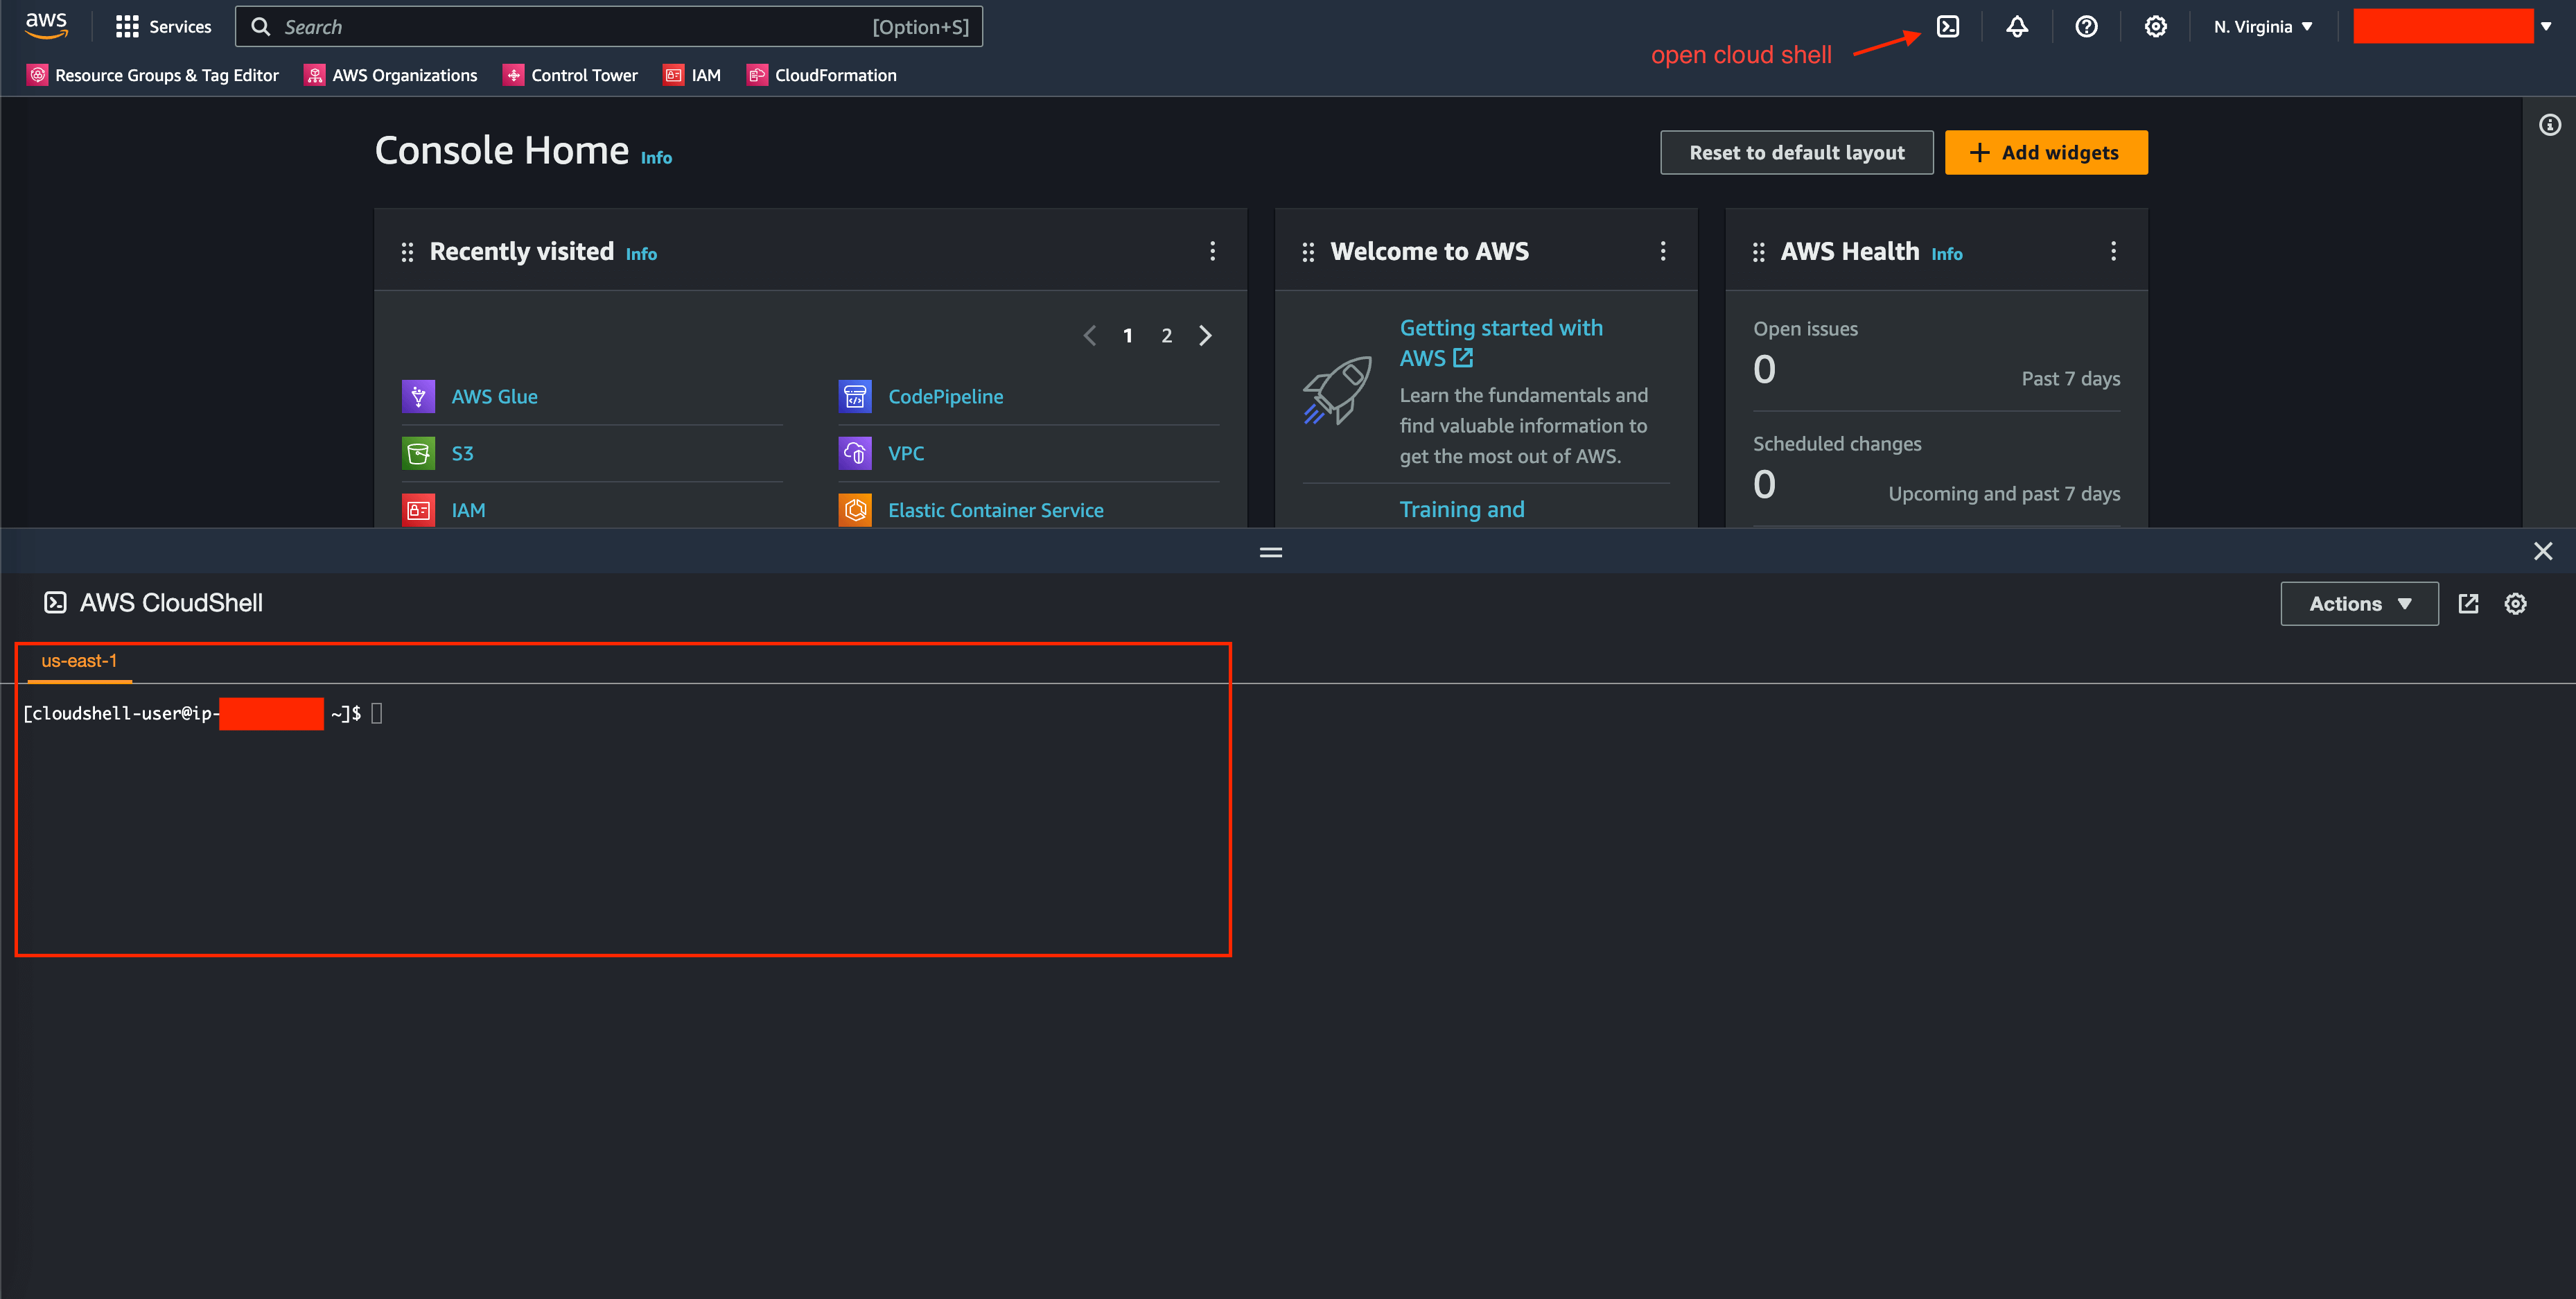 aws
Services
Search [Option+S]
N. Virginia
open cloud shell
Resource Groups & Tag Editor
AWS Organizations
Control Tower
IAM
CloudFormation
Console Home Info
Reset to default layout
Add widgets
Recently visited Info
1 2
AWS Glue
CodePipeline
S3
VPC
IAM
Elastic Container Service
Welcome to AWS
Getting started with
AWS
Learn the fundamentals and
find valuable information to
get the most out of AWS.
Training and
AWS Health Info
Open issues
0
Past 7 days
Scheduled changes
0
Upcoming and past 7 days
AWS CloudShell
Actions
us-east-1
[cloudshell-user@ip- ~]$